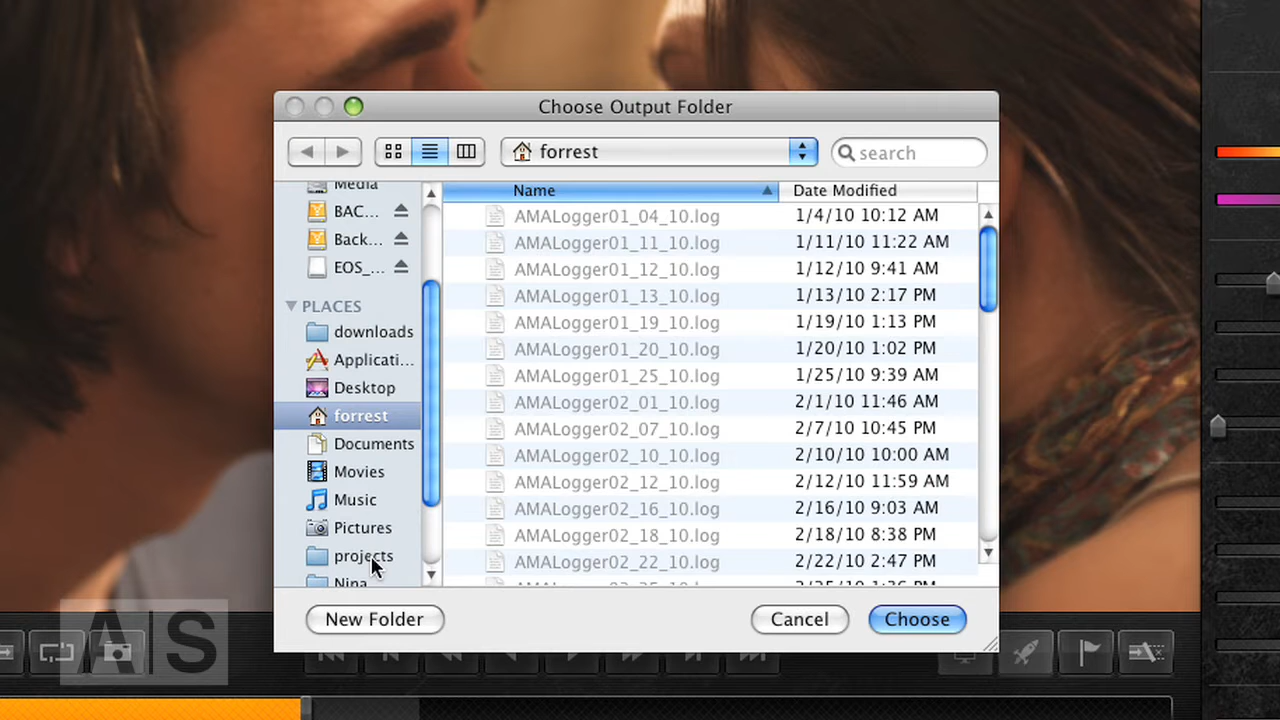 Choose Output Folder
forrest
search
Media
BAC...
Back...
EOS_...
PLACES
downloads
Applicati...
Desktop
forrest
Documents
Movies
Music
Pictures
projects
Nina
Name Date Modified
AMALogger01_04_10.log 1/4/10 10:12 AM
AMALogger01_11_10.log 1/11/10 11:22 AM
AMALogger01_12_10.log 1/12/10 9:41 AM
AMALogger01_13_10.log 1/13/10 2:17 PM
AMALogger01_19_10.log 1/19/10 1:13 PM
AMALogger01_20_10.log 1/20/10 1:02 PM
AMALogger01_25_10.log 1/25/10 9:39 AM
AMALogger02_01_10.log 2/1/10 11:46 AM
AMALogger02_07_10.log 2/7/10 10:45 PM
AMALogger02_10_10.log 2/10/10 10:00 AM
AMALogger02_12_10.log 2/12/10 11:59 AM
AMALogger02_16_10.log 2/16/10 9:03 AM
AMALogger02_18_10.log 2/18/10 8:38 PM
AMALogger02_22_10.log 2/22/10 2:47 PM
New Folder Cancel Choose
A|S